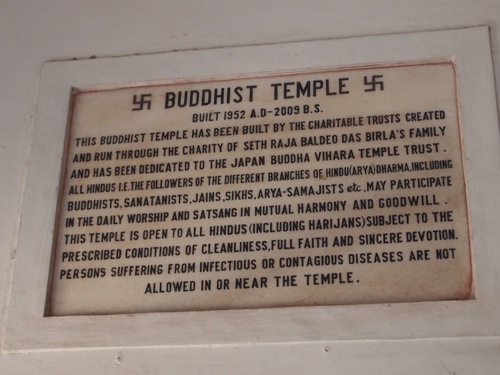 卐 BUDDHIST TEMPLE 卐
BUILT 1952 A.D-2009 B.S.
THIS BUDDHIST TEMPLE HAS BEEN BUILT BY THE CHARITABLE TRUSTS CREATED
AND RUN THROUGH THE CHARITY OF SETH RAJA BALDEO DAS BIRLA'S FAMILY
AND HAS BEEN DEDICATED TO THE JAPAN BUDDHA VIHARA TEMPLE TRUST.
ALL HINDUS I.E.THE FOLLOWERS OF THE DIFFERENT BRANCHES OF HINDU(ARYA)DHARMA,INCLUDING
BUDDHISTS,SANATANISTS,JAINS,SIKHS,ARYA-SAMAJISTS etc.,MAY PARTICIPATE
IN THE DAILY WORSHIP AND SATSANG IN MUTUAL HARMONY AND GOODWILL.
THIS TEMPLE IS OPEN TO ALL HINDUS(INCLUDING HARIJANS)SUBJECT TO THE
PRESCRIBED CONDITIONS OF CLEANLINESS,FULL FAITH AND SINCERE DEVOTION.
PERSONS SUFFERING FROM INFECTIOUS OR CONTAGIOUS DISEASES ARE NOT
ALLOWED IN OR NEAR THE TEMPLE.